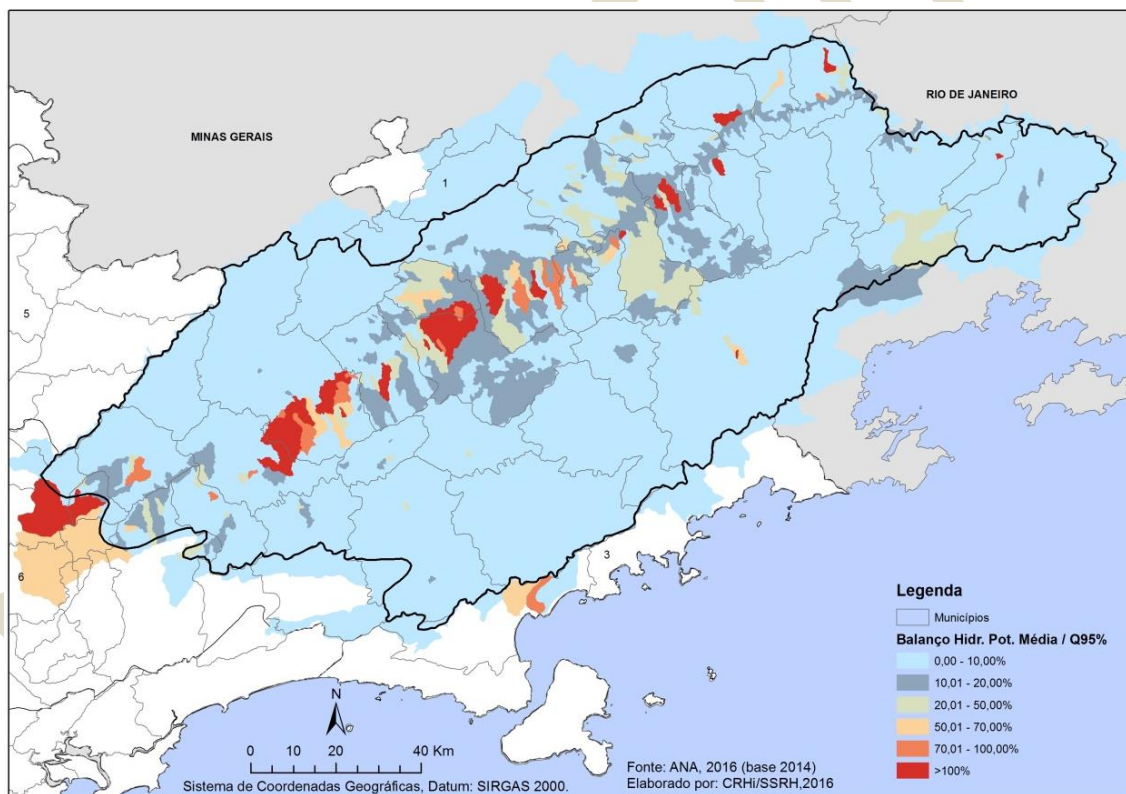 RIO DE JANEIRO
MINAS GERAIS
1
5
3
6
Legenda
Municípios
Balanço Hidr. Pot. Média / Q95%
0,00 - 10,00%
10,01 - 20,00%
20,01 - 50,00%
50,01 - 70,00%
70,01 - 100,00%
>100%
N
0 10 20 40 Km
Sistema de Coordenadas Geográficas, Datum: SIRGAS 2000.
Fonte: ANA, 2016 (base 2014)
Elaborado por: CRHi/SSRH,2016